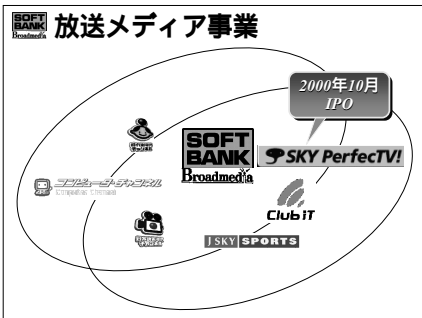 SOFT
BANK
Broadmedia
放送メディア事業
2000年10月
IPO
SOFT
BANK
Broadmedia
SKY PerfecTV!
コンピュータ・チャンネル
Club iT
J SKY SPORTS